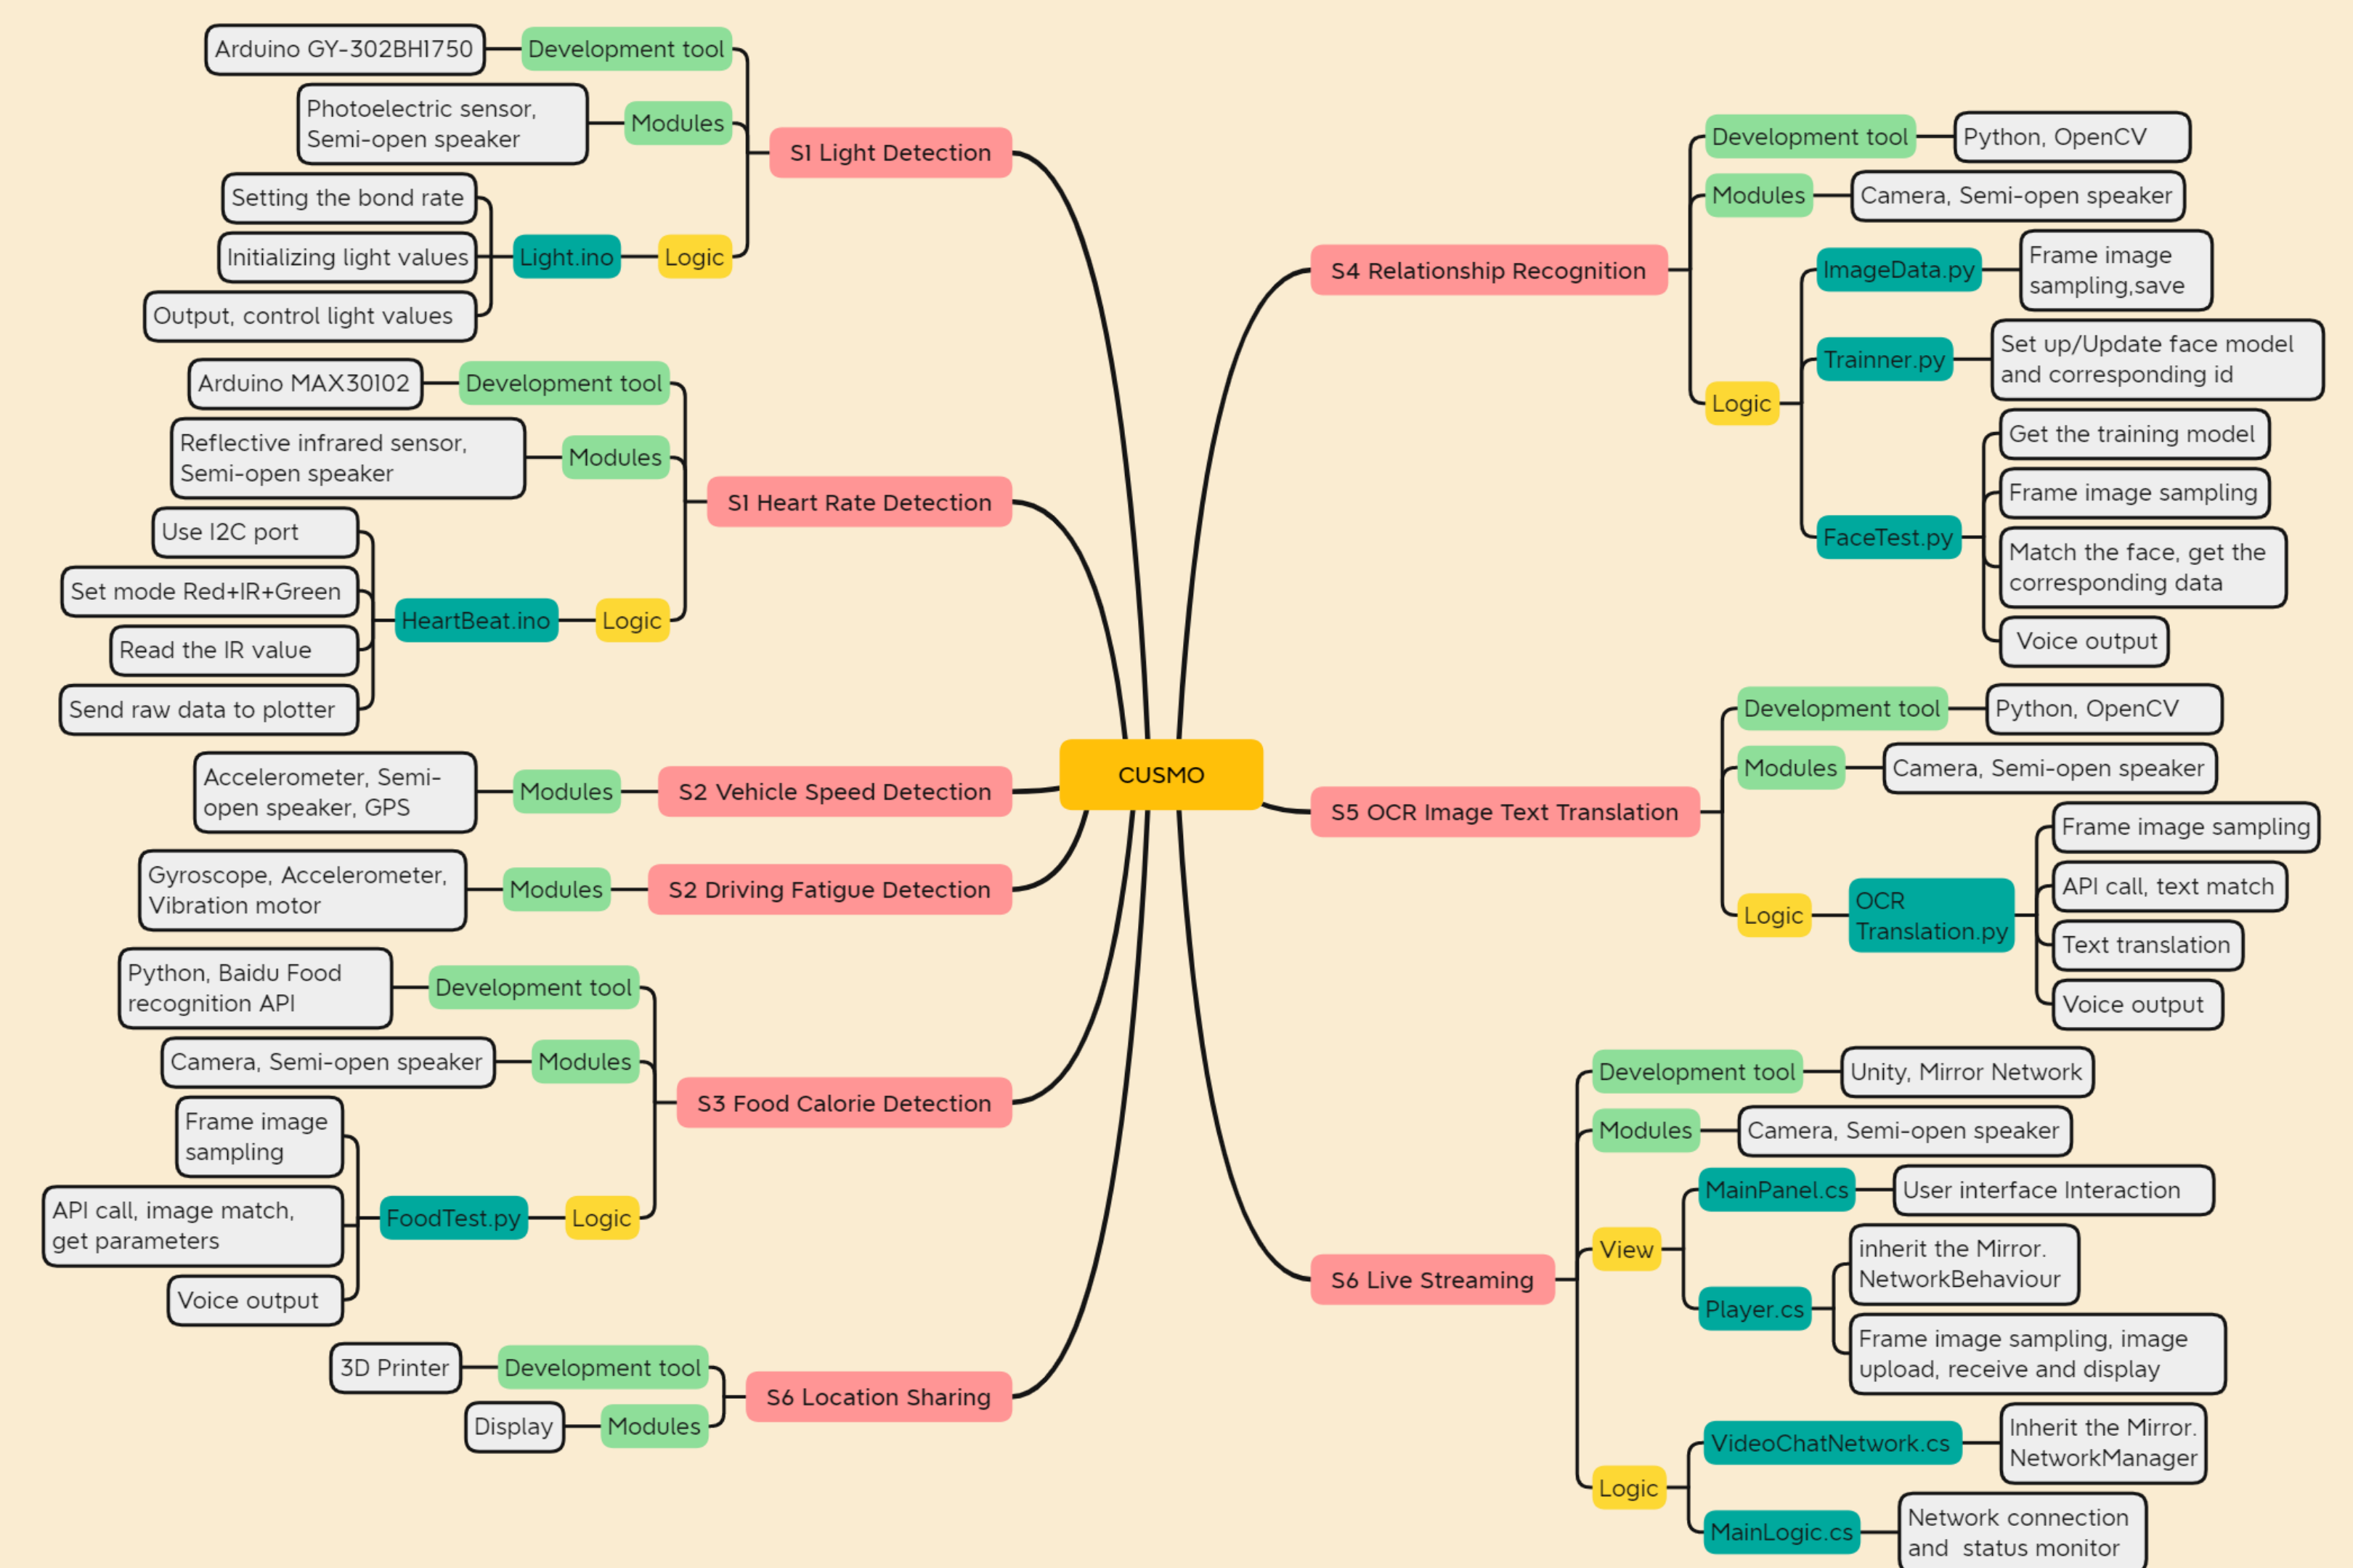 Arduino GY-302BH1750
Development tool
Photoelectric sensor,
Semi-open speaker
Modules
S1 Light Detection
Setting the bond rate
Initializing light values
Output, control light values
Light.ino
Logic
Arduino MAX30102
Development tool
Reflective infrared sensor,
Semi-open speaker
Modules
S1 Heart Rate Detection
Use I2C port
Set mode Red+IR+Green
Read the IR value
Send raw data to plotter
HeartBeat.ino
Logic
Accelerometer, Semi-
open speaker, GPS
Modules
S2 Vehicle Speed Detection
Gyroscope, Accelerometer,
Vibration motor
Modules
S2 Driving Fatigue Detection
Python, Baidu Food
recognition API
Development tool
Camera, Semi-open speaker
Modules
S3 Food Calorie Detection
Frame image
sampling
API call, image match,
get parameters
Voice output
FoodTest.py
Logic
3D Printer
Development tool
Display
Modules
S6 Location Sharing
CUSMO
S4 Relationship Recognition
Development tool
Python, OpenCV
Modules
Camera, Semi-open speaker
Logic
ImageData.py
Frame image
sampling,save
Trainner.py
Set up/Update face model
and corresponding id
FaceTest.py
Get the training model
Frame image sampling
Match the face, get the
corresponding data
Voice output
S5 OCR Image Text Translation
Development tool
Python, OpenCV
Modules
Camera, Semi-open speaker
Logic
OCR
Translation.py
Frame image sampling
API call, text match
Text translation
Voice output
S6 Live Streaming
Development tool
Unity, Mirror Network
Modules
Camera, Semi-open speaker
View
MainPanel.cs
User interface Interaction
Player.cs
inherit the Mirror.
NetworkBehaviour
Frame image sampling, image
upload, receive and display
Logic
VideoChatNetwork.cs
Inherit the Mirror.
NetworkManager
MainLogic.cs
Network connection
and status monitor